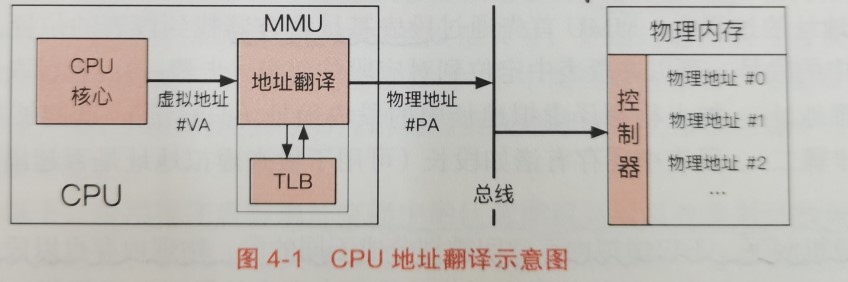 MMU
CPU
核心
虚拟地址
#VA
地址翻译
TLB
CPU
物理地址
#PA
总线
物理内存
控制器
物理地址 #0
物理地址 #1
物理地址 #2
…
图 4-1 CPU 地址翻译示意图